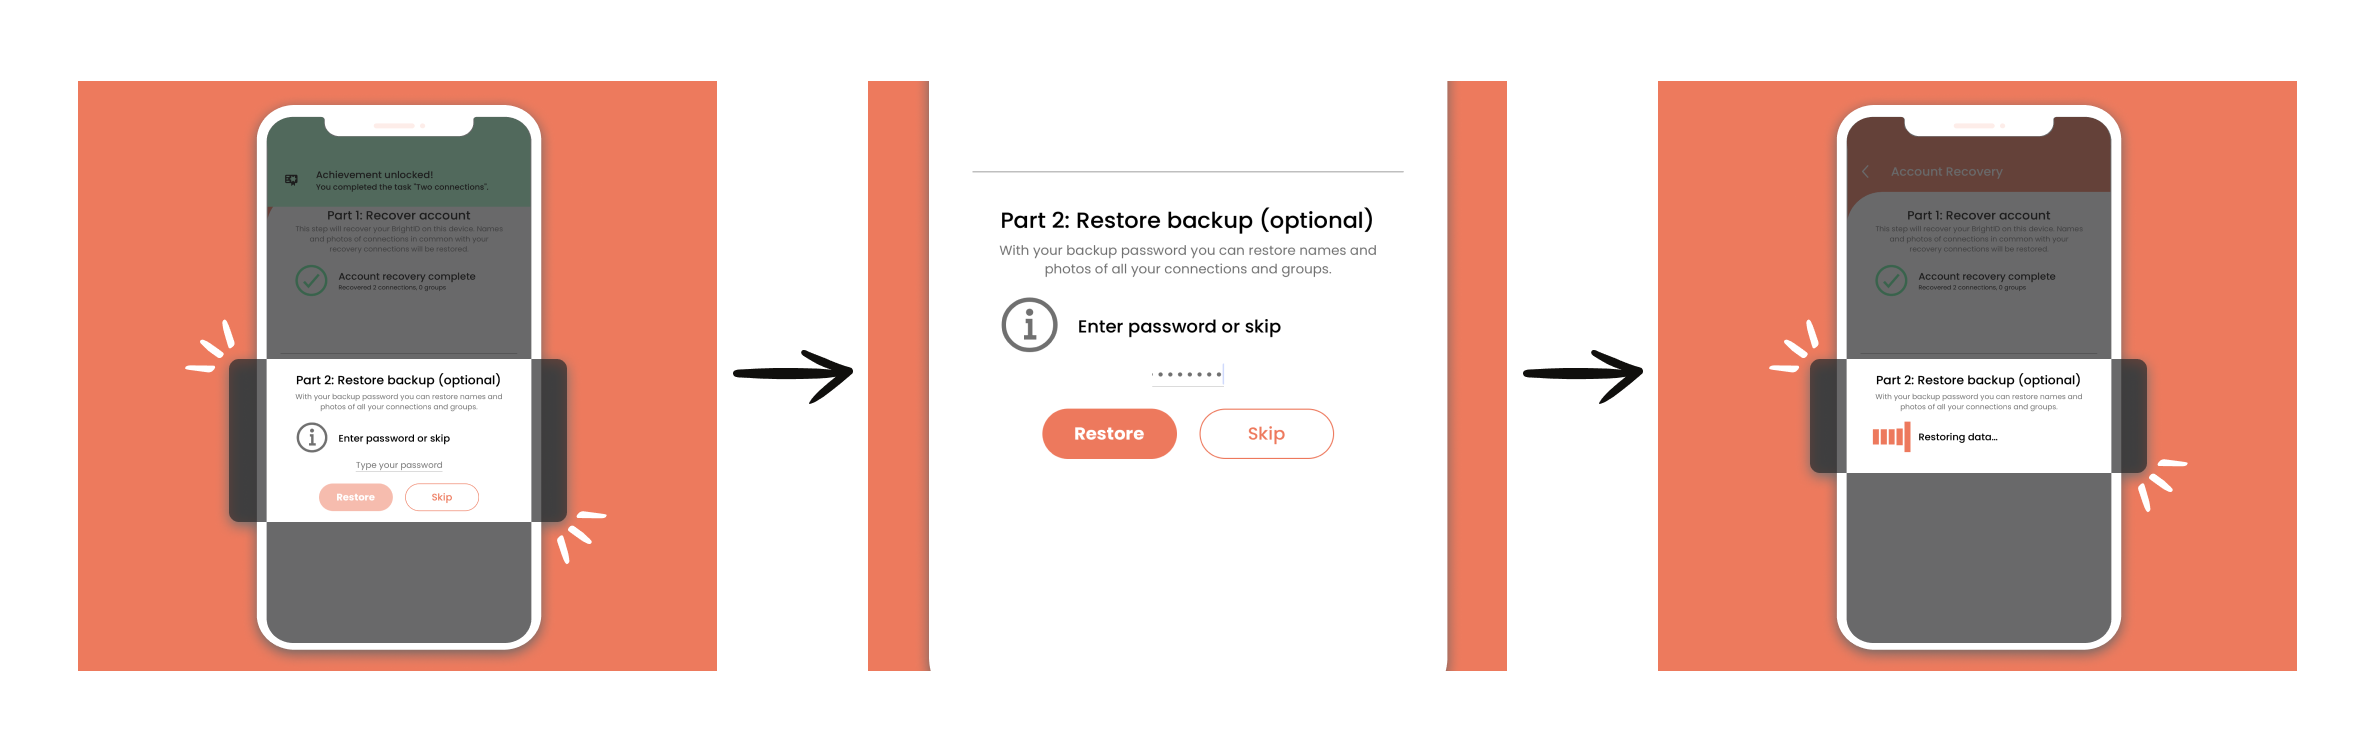 Achievement unlocked!
You completed the task "Two connections".
Part 1: Recover account
This step will recover your BrightID on this device. Names
and photos of connections in common with your
recovery connections will be restored.
Account recovery complete
Recovered 2 connections, 0 groups
Part 2: Restore backup (optional)
With your backup password you can restore names and
photos of all your connections and groups.
Enter password or skip
Type your password
Restore
Skip
Part 2: Restore backup (optional)
With your backup password you can restore names and
photos of all your connections and groups.
Enter password or skip
Restore
Skip
Account Recovery
Part 1: Recover account
This step will recover your BrightID on this device. Names
and photos of connections in common with your
recovery connections will be restored.
Account recovery complete
Recovered 2 connections, 0 groups
Part 2: Restore backup (optional)
With your backup password you can restore names and
photos of all your connections and groups.
Restoring data...